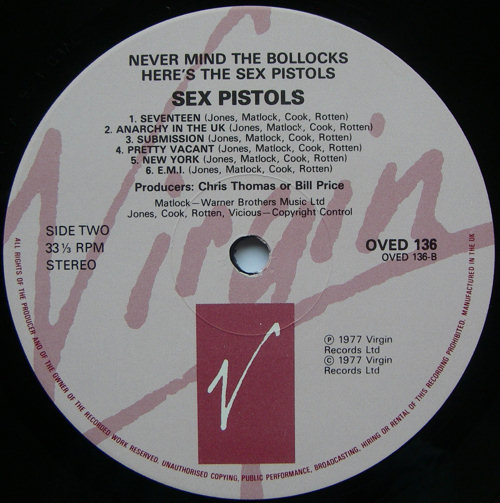 NEVER MIND THE BOLLOCKS
HERE'S THE SEX PISTOLS
SEX PISTOLS
1. SEVENTEEN (Jones, Matlock, Cook, Rotten)
2. ANARCHY IN THE UK (Jones, Matlock, Cook, Rotten)
3. SUBMISSION (Jones, Matlock, Cook, Rotten)
4. PRETTY VACANT (Jones, Matlock, Cook, Rotten)
5. NEW YORK (Jones, Matlock, Cook, Rotten)
6. E.M.I. (Jones, Matlock, Cook, Rotten)
Producers: Chris Thomas or Bill Price
Matlock—Warner Brothers Music Ltd
Jones, Cook, Rotten, Vicious—Copyright Control
SIDE TWO
33⅓ RPM
STEREO
OVED 136
OVED 136-B
Virgin
V
℗ 1977 Virgin
Records Ltd
© 1977 Virgin
Records Ltd
ALL RIGHTS OF THE PRODUCER AND OF THE OWNER OF THE RECORDED WORK RESERVED. UNAUTHORISED COPYING, PUBLIC PERFORMANCE, BROADCASTING, HIRING OR RENTAL OF THIS RECORDING PROHIBITED. MANUFACTURED IN THE UK